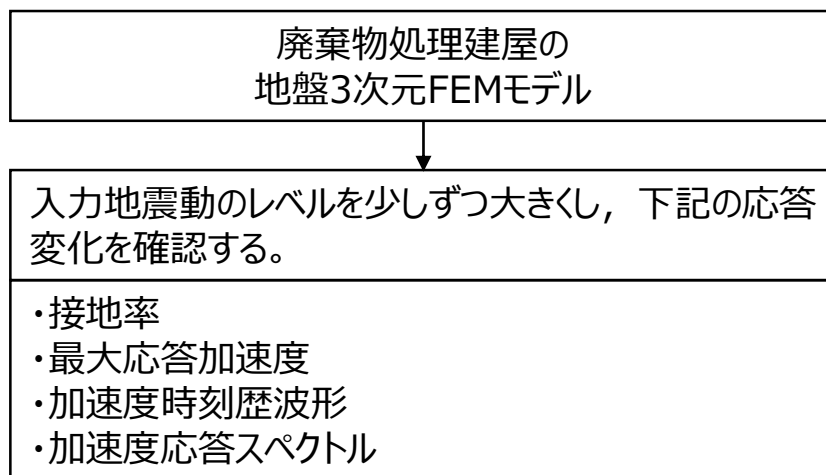 廃棄物処理建屋の
地盤3次元FEMモデル
入力地震動のレベルを少しずつ大きくし，下記の応答
変化を確認する。
・接地率
・最大応答加速度
・加速度時刻歴波形
・加速度応答スペクトル